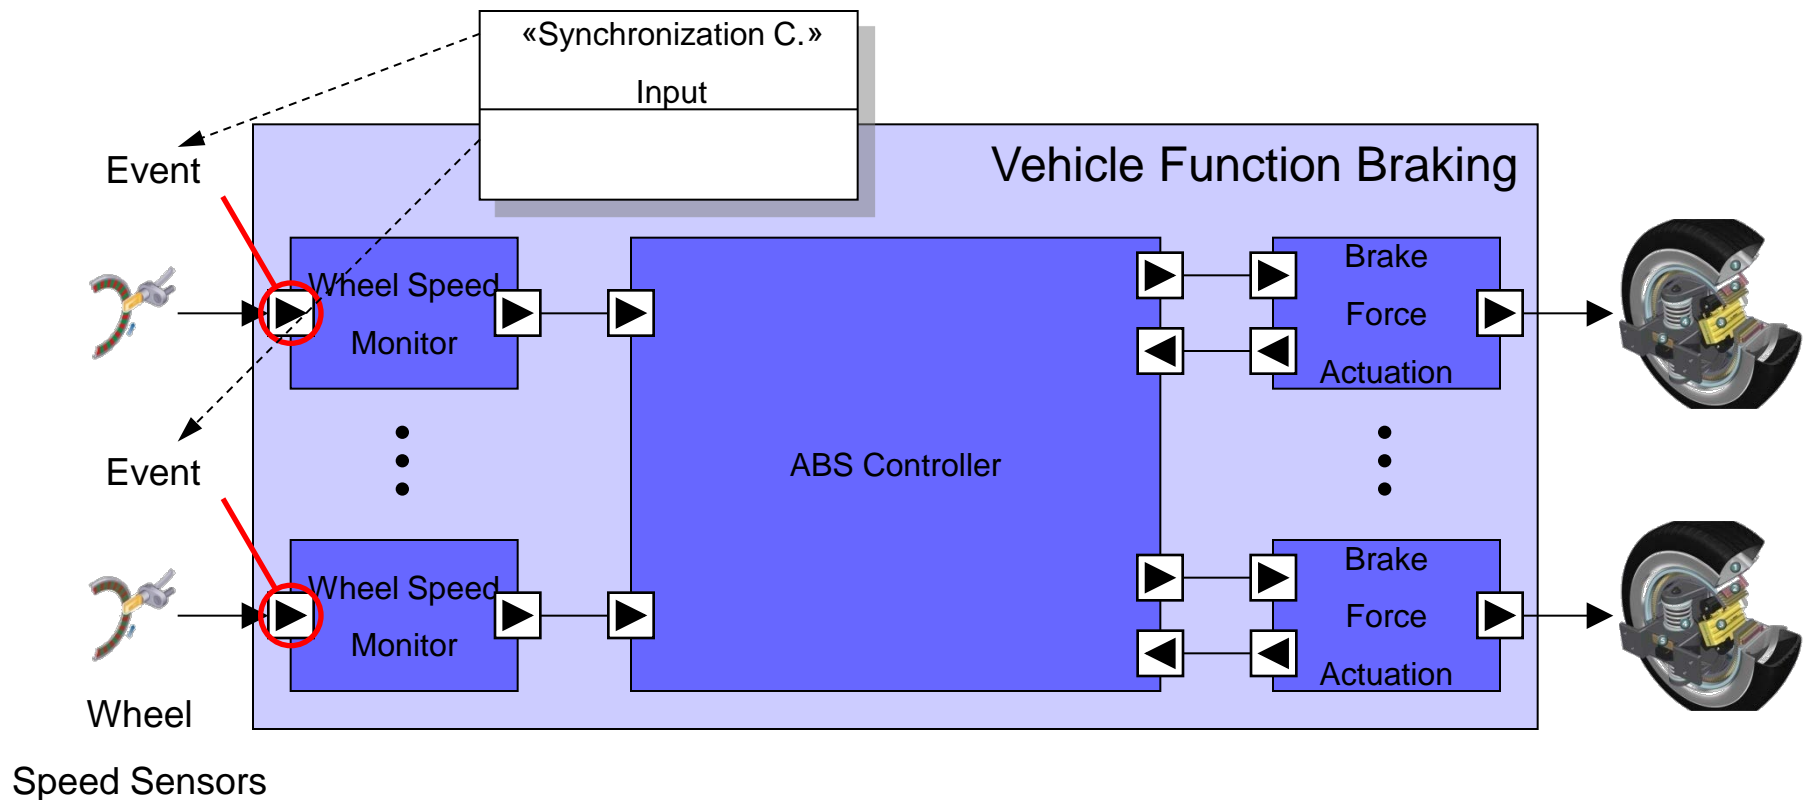 «Synchronization C.»
Input
Event
Vehicle Function Braking
Wheel Speed
Monitor
Brake
Force
Actuation
ABS Controller
Event
Wheel Speed
Monitor
Brake
Force
Actuation
Wheel
Speed Sensors